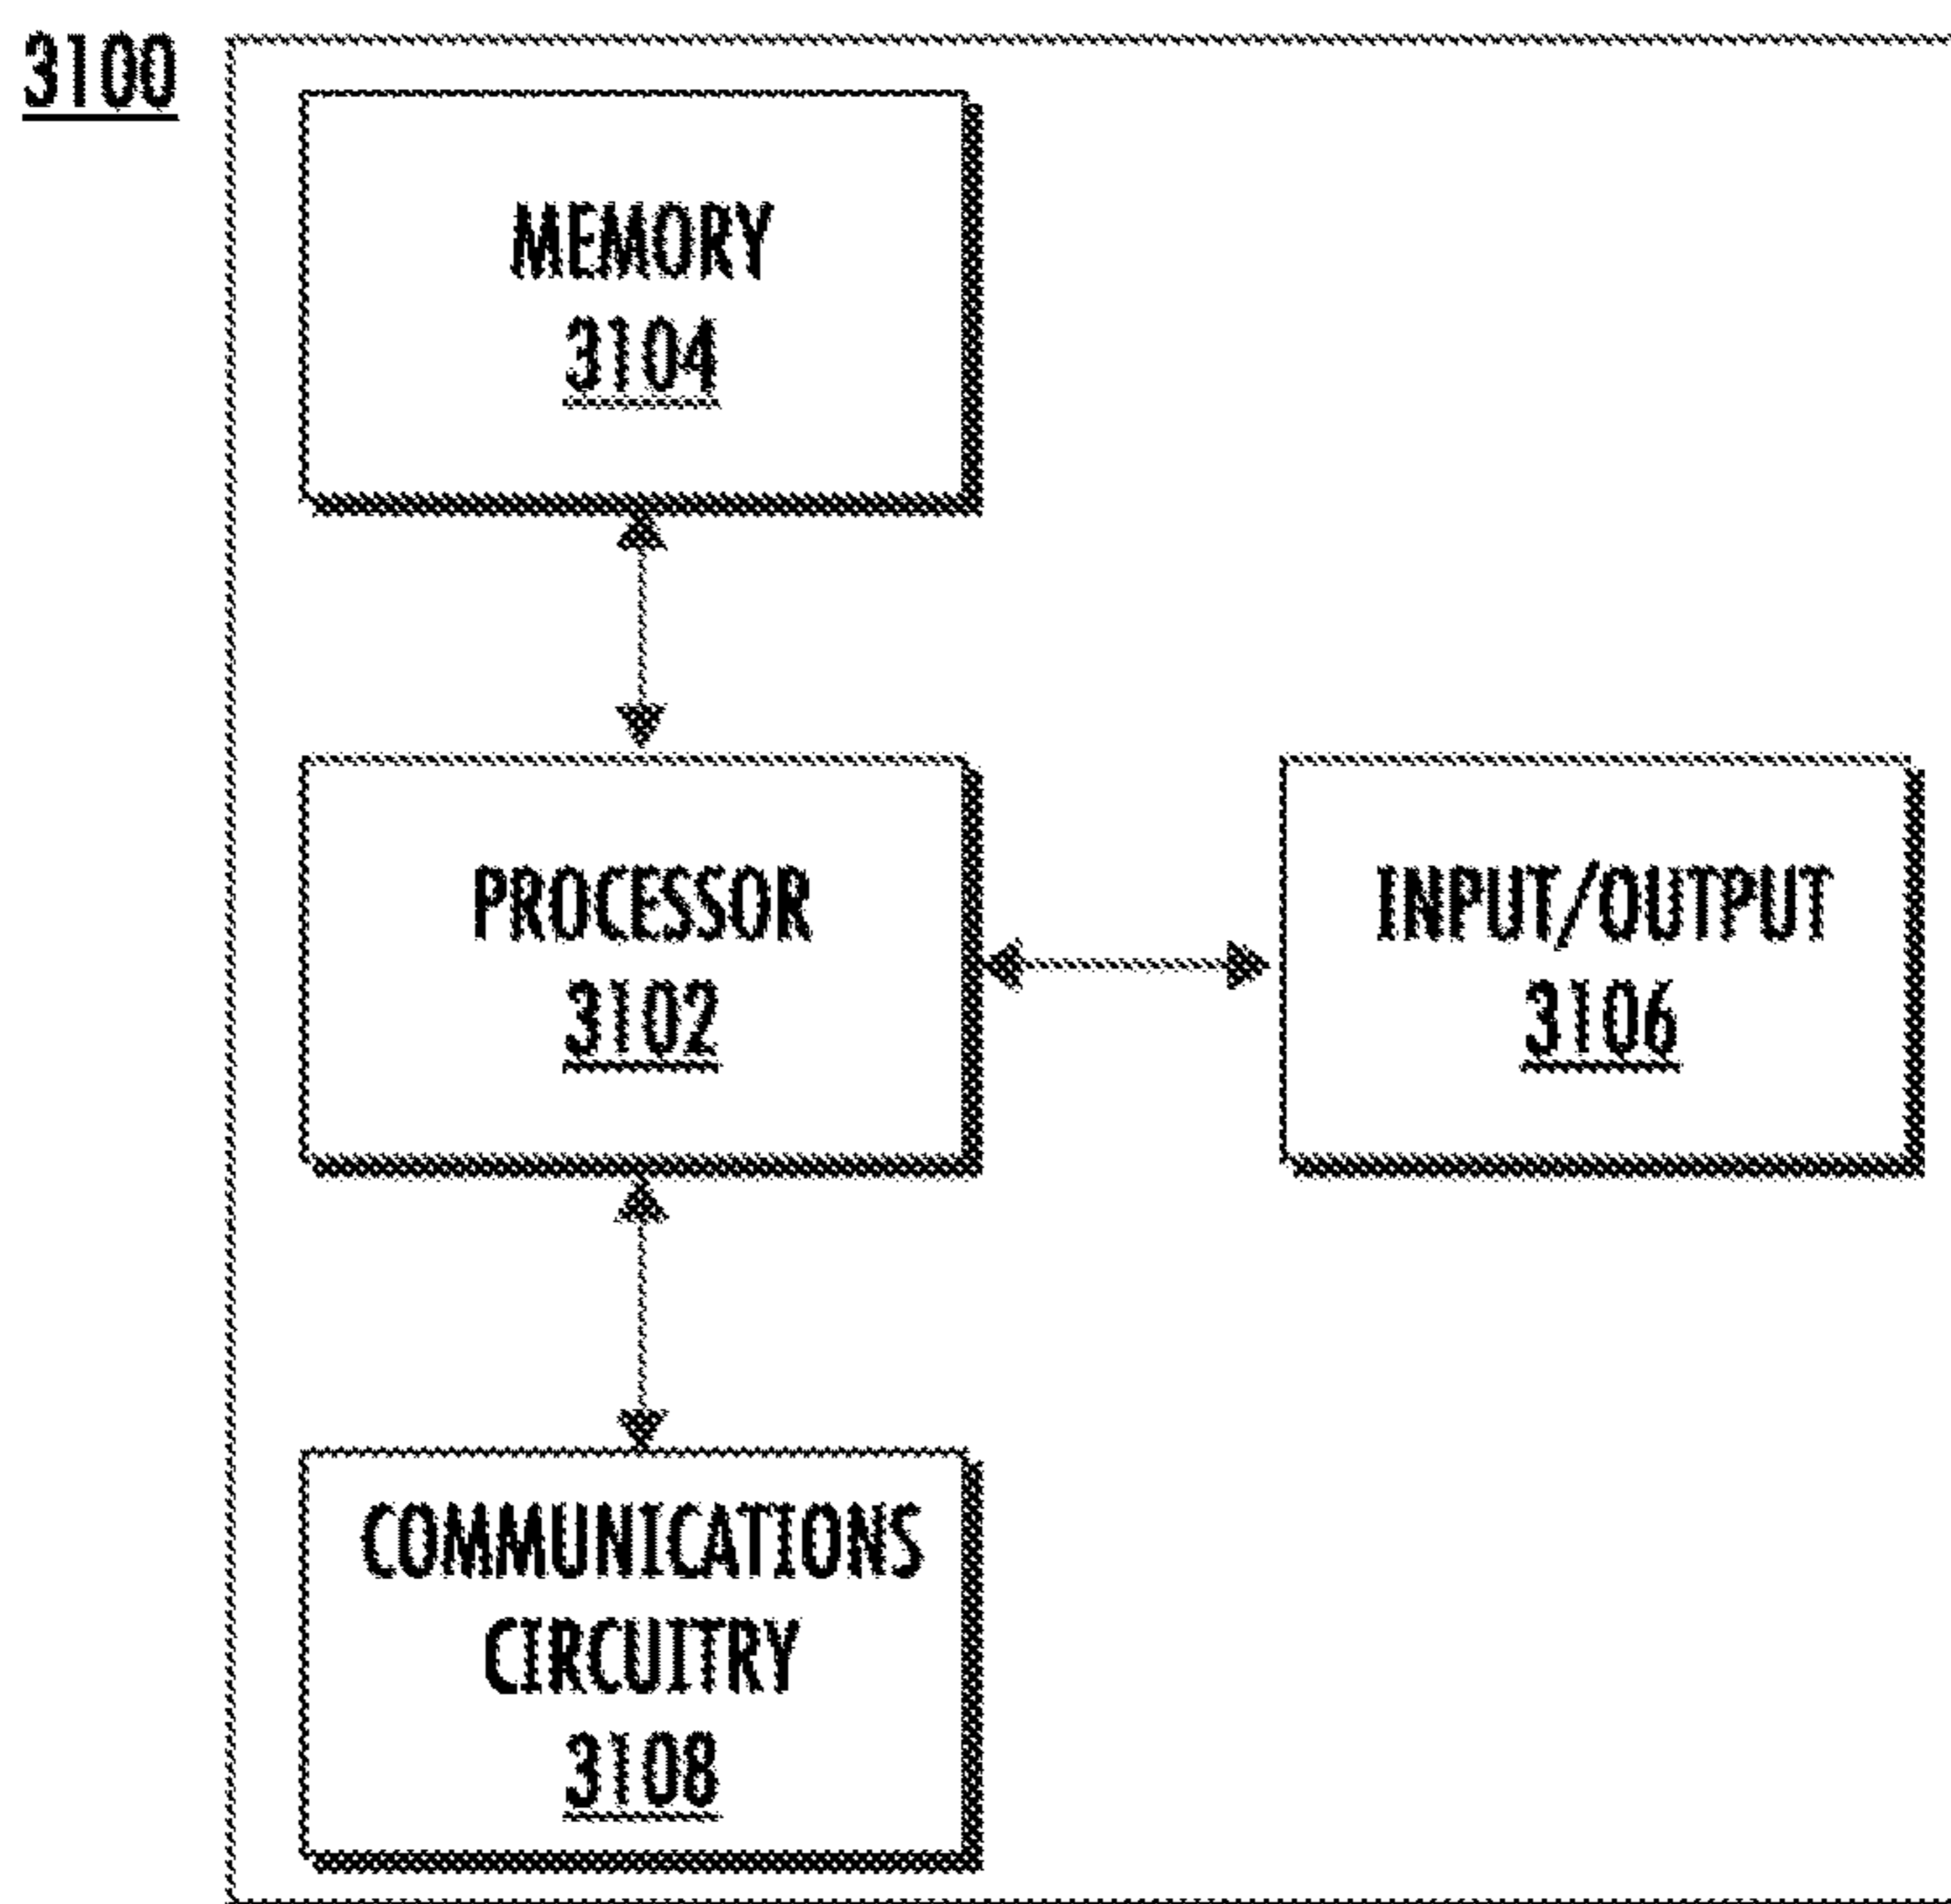 3100
MEMORY
3104
PROCESSOR
3102
INPUT/OUTPUT
3106
COMMUNICATIONS
CIRCUITRY
3108